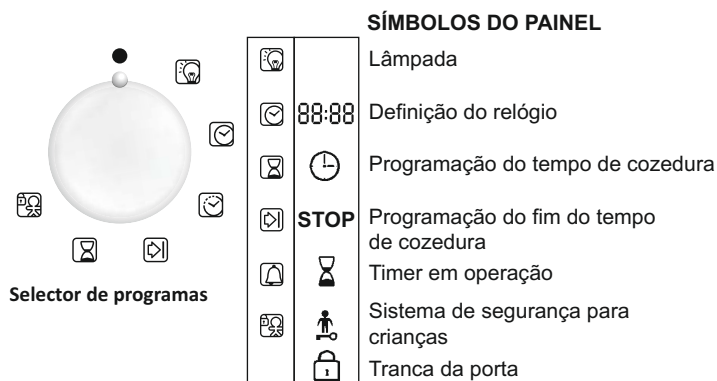 SÍMBOLOS DO PAINEL
Lâmpada
88:88 Definição do relógio
Programação do tempo de cozedura
STOP Programação do fim do tempo
de cozedura
Timer em operação
Sistema de segurança para
crianças
Tranca da porta
Selector de programas